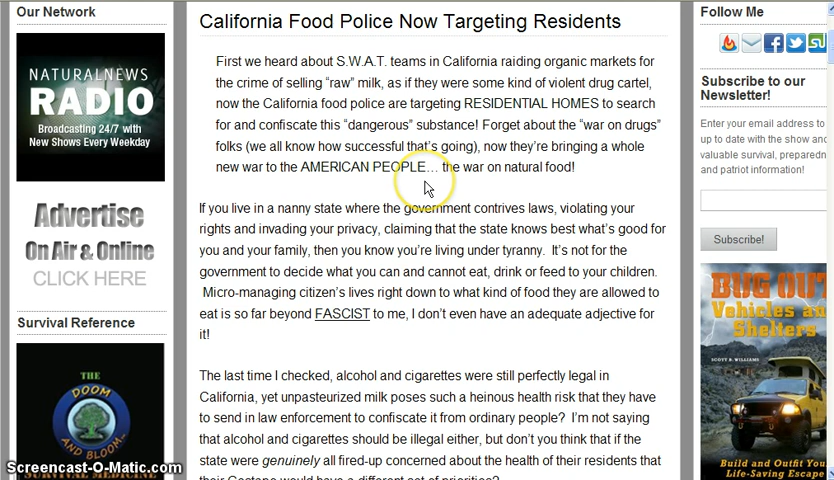 Our Network
NATURALNEWS
RADIO
Broadcasting 24/7 with
New Shows Every Weekday
Advertise
On Air & Online
CLICK HERE
Survival Reference
THE
DOOM
AND BLOOM
SURVIVAL MEDICINE
Screencast-O-Matic.com
California Food Police Now Targeting Residents
First we heard about S.W.A.T. teams in California raiding organic markets for
the crime of selling “raw” milk, as if they were some kind of violent drug cartel,
now the California food police are targeting RESIDENTIAL HOMES to search
for and confiscate this “dangerous” substance! Forget about the “war on drugs”
folks (we all know how successful that’s going), now they’re bringing a whole
new war to the AMERICAN PEOPLE… the war on natural food!
If you live in a nanny state where the government contrives laws, violating your
rights and invading your privacy, claiming that the state knows best what’s good for
you and your family, then you know you’re living under tyranny.  It’s not for the
government to decide what you can and cannot eat, drink or feed to your children.
Micro-managing citizen’s lives right down to what kind of food they are allowed to
eat is so far beyond FASCIST to me, I don’t even have an adequate adjective for
it!
The last time I checked, alcohol and cigarettes were still perfectly legal in
California, yet unpasteurized milk poses such a heinous health risk that they have
to send in law enforcement to confiscate it from ordinary people?  I’m not saying
that alcohol and cigarettes should be illegal either, but don’t you think that if the
state were genuinely all fired-up concerned about the health of their residents that
their Gestapo would have a different set of priorities?
Follow Me
Subscribe to our
Newsletter!
Enter your email address to
up to date with the show and
valuable survival, preparedn
and patriot information!
Subscribe!
BUG OUT
Vehicles an
and Shelters
SCOTT B. WILLIAMS
Build and Outfit You
Life-Saving Escape